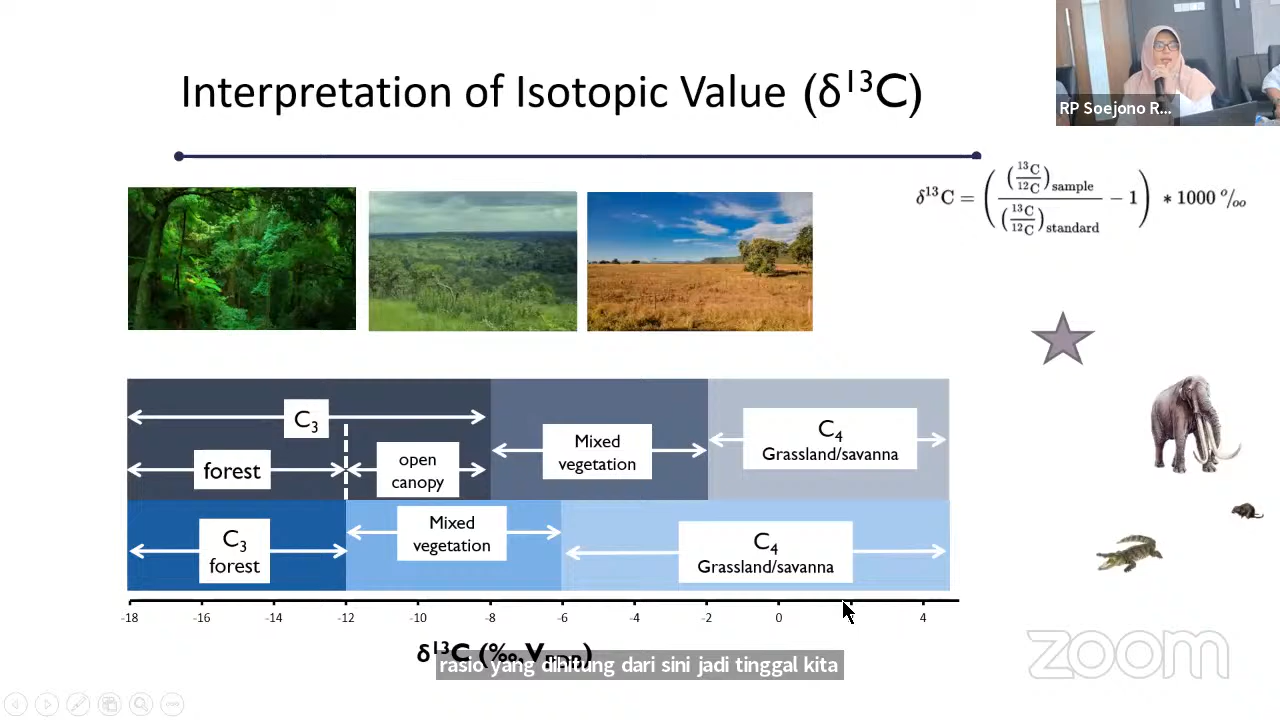 Interpretation of Isotopic Value (δ¹³C)
RP Soejono R...
δ¹³C = ( (¹³C/¹²C)sample / (¹³C/¹²C)standard − 1 ) * 1000 ‰
C₃
forest
open
canopy
Mixed
vegetation
C₄
Grassland/savanna
C₃
forest
Mixed
vegetation
C₄
Grassland/savanna
-18 -16 -14 -12 -10 -8 -6 -4 -2 0 4
δ¹³C (‰,V
rasio yang dihitung dari sini jadi tinggal kita
zoom